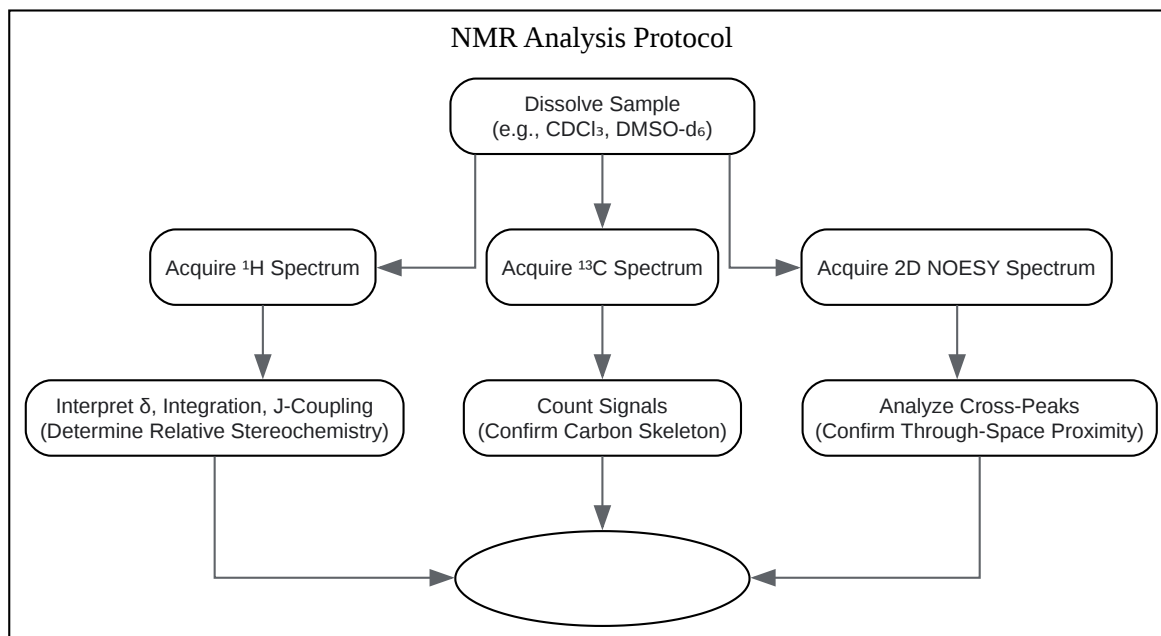 NMR Analysis Protocol
Dissolve Sample
(e.g., CDCl₃, DMSO-d₆)
Acquire ¹H Spectrum
Acquire ¹³C Spectrum
Acquire 2D NOESY Spectrum
Interpret δ, Integration, J-Coupling
(Determine Relative Stereochemistry)
Count Signals
(Confirm Carbon Skeleton)
Analyze Cross-Peaks
(Confirm Through-Space Proximity)